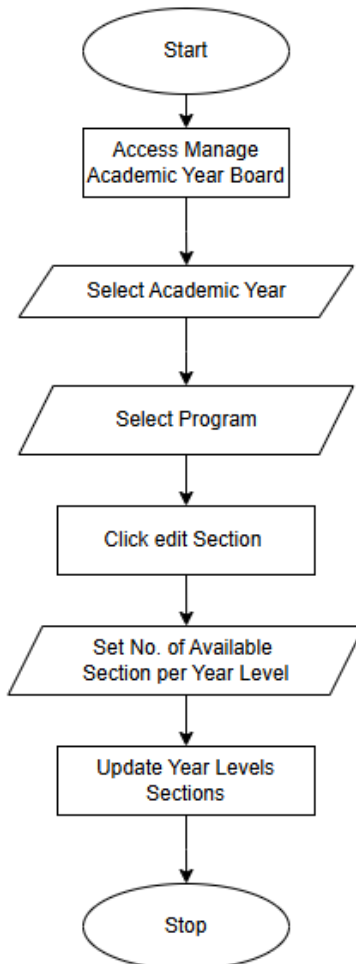 Start
Access Manage
Academic Year Board
Select Academic Year
Select Program
Click edit Section
Set No. of Available
Section per Year Level
Update Year Levels
Sections
Stop